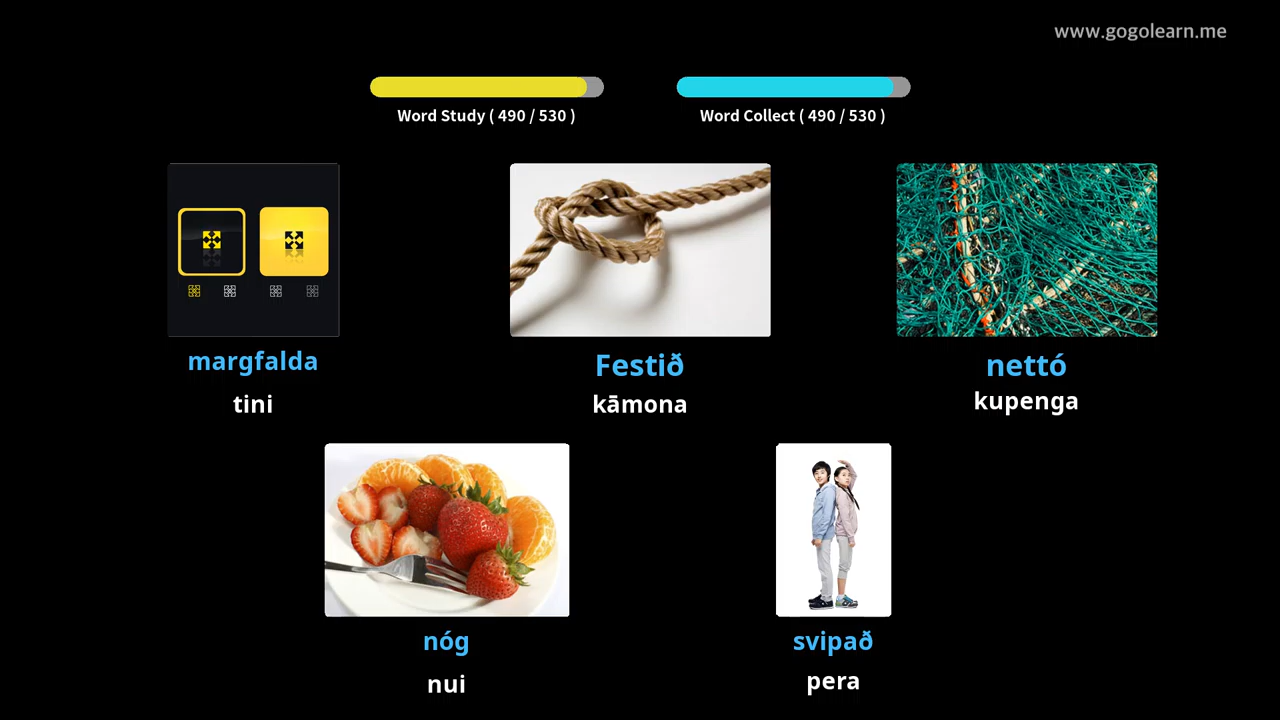 www.gogolearn.me
Word Study ( 490 / 530 )
Word Collect ( 490 / 530 )
margfalda
tini
Festið
kāmona
nettó
kupenga
nóg
nui
svipað
pera